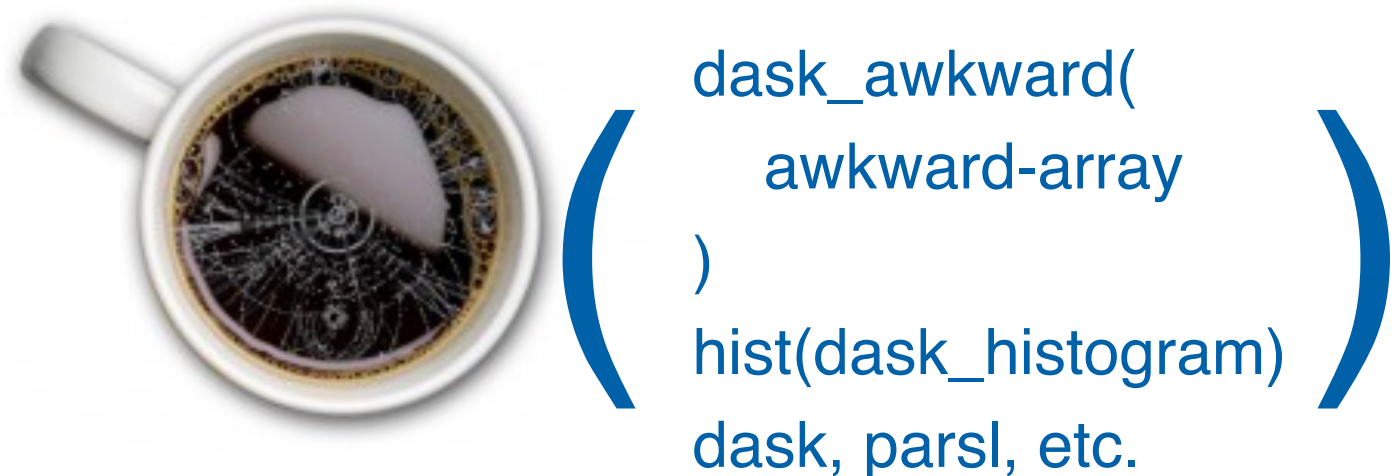 dask_awkward(
awkward-array
)
hist(dask_histogram)
dask, parsl, etc.